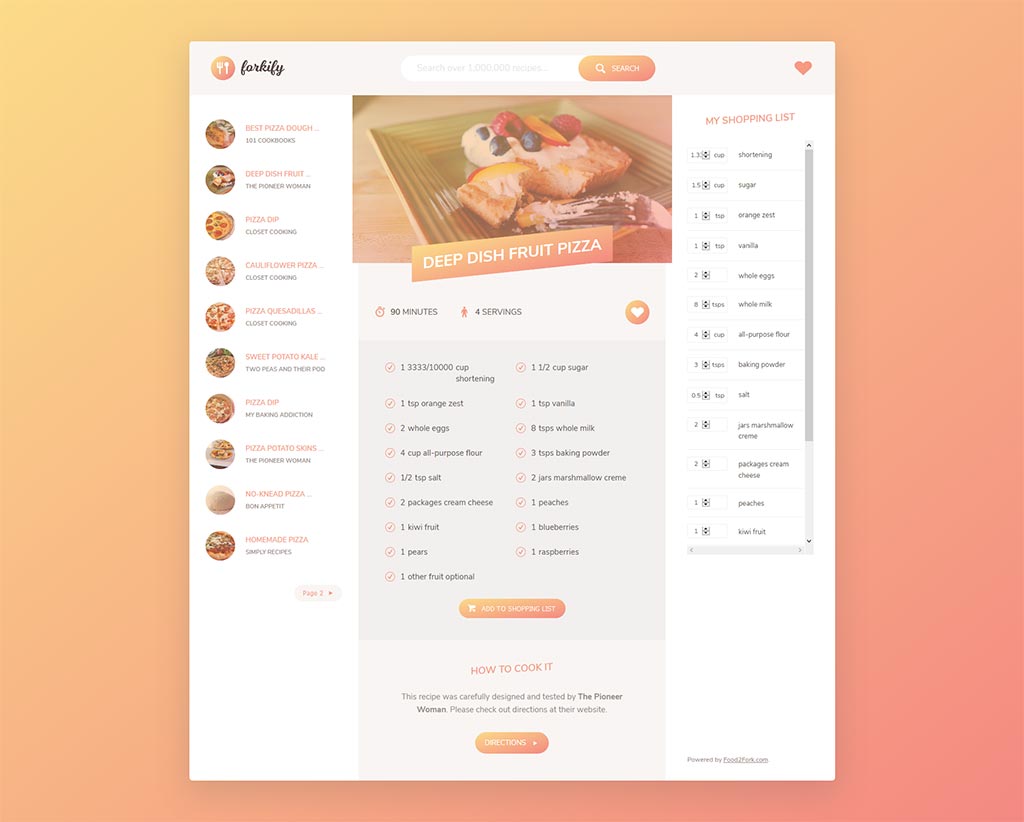 forkify
Search over 1,000,000 recipes...
SEARCH
BEST PIZZA DOUGH ...
101 COOKBOOKS
DEEP DISH FRUIT ...
THE PIONEER WOMAN
PIZZA DIP
CLOSET COOKING
CAULIFLOWER PIZZA ...
CLOSET COOKING
PIZZA QUESADILLAS ...
CLOSET COOKING
SWEET POTATO KALE ...
TWO PEAS AND THEIR POD
PIZZA DIP
MY BAKING ADDICTION
PIZZA POTATO SKINS ...
THE PIONEER WOMAN
NO-KNEAD PIZZA ...
BON APPETIT
HOMEMADE PIZZA
SIMPLY RECIPES
Page 2
DEEP DISH FRUIT PIZZA
90 MINUTES
4 SERVINGS
1 3333/10000 cup
shortening
1 1/2 cup sugar
1 tsp orange zest
1 tsp vanilla
2 whole eggs
8 tsps whole milk
4 cup all-purpose flour
3 tsps baking powder
1/2 tsp salt
2 jars marshmallow creme
2 packages cream cheese
1 peaches
1 kiwi fruit
1 blueberries
1 pears
1 raspberries
1 other fruit optional
ADD TO SHOPPING LIST
HOW TO COOK IT
This recipe was carefully designed and tested by The Pioneer
Woman. Please check out directions at their website.
DIRECTIONS
MY SHOPPING LIST
1.3 cup shortening
1.5 cup sugar
1 tsp orange zest
1 tsp vanilla
2 whole eggs
8 tsps whole milk
4 cup all-purpose flour
3 tsps baking powder
0.5 tsp salt
2 jars marshmallow
creme
2 packages cream
cheese
1 peaches
1 kiwi fruit
Powered by Food2Fork.com.